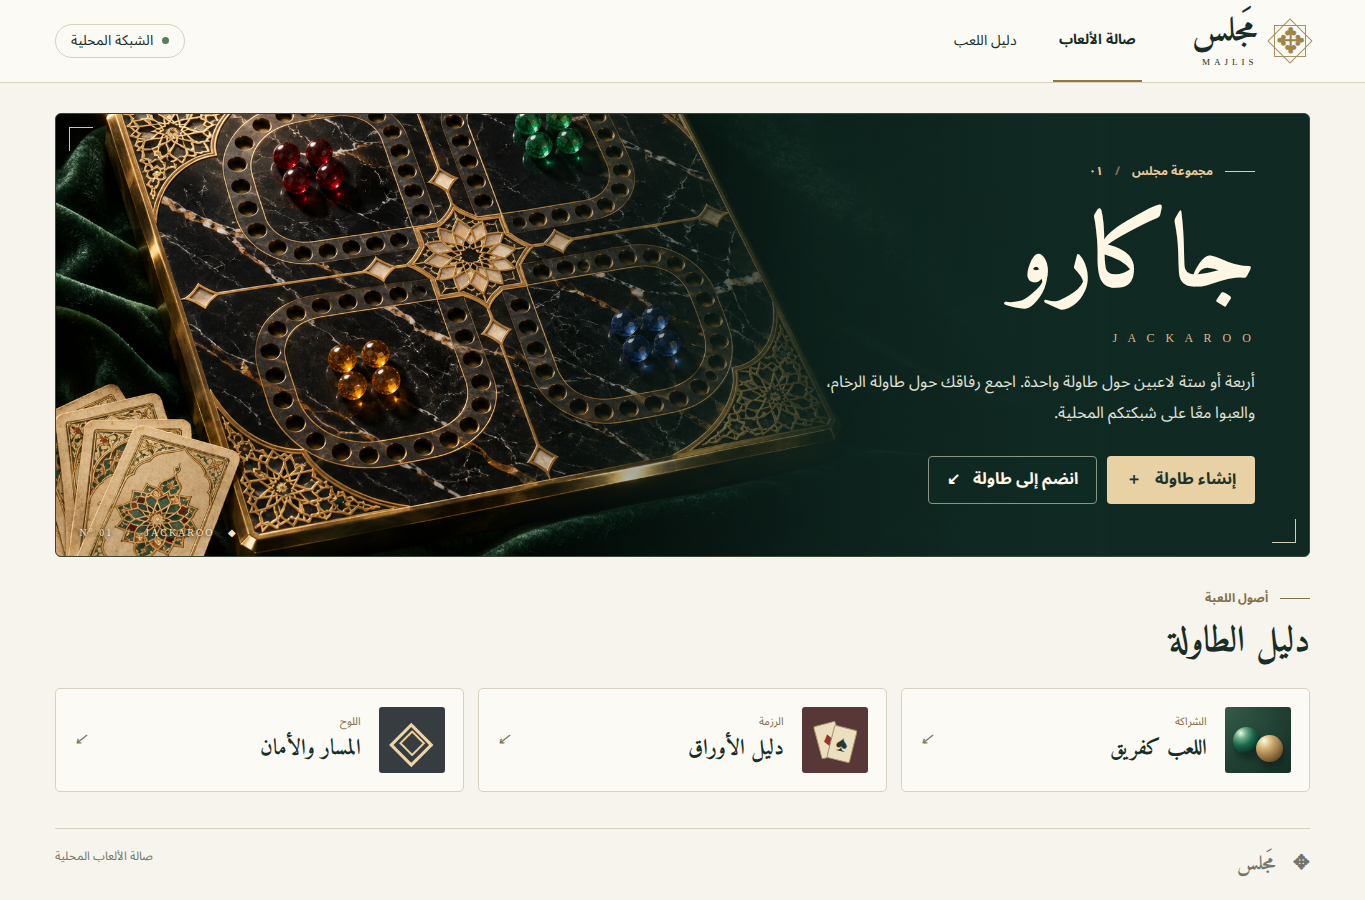 مَجلس
MAJLIS
صالة الألعاب
دليل اللعب
الشبكة المحلية
مجموعة مجلس / ٠١
جاكارو
JACKAROO
أربعة أو ستة لاعبين حول طاولة واحدة. اجمع رفاقك حول طاولة الرخام،
والعبوا معًا على شبكتكم المحلية.
إنشاء طاولة +
انضم إلى طاولة ↙
N° 01 JACKAROO ◆
أصول اللعبة
دليل الطاولة
الشراكة
اللعب كفريق
↙
الرزمة
دليل الأوراق
↙
اللوح
المسار والأمان
↙
مَجلس
صالة الألعاب المحلية